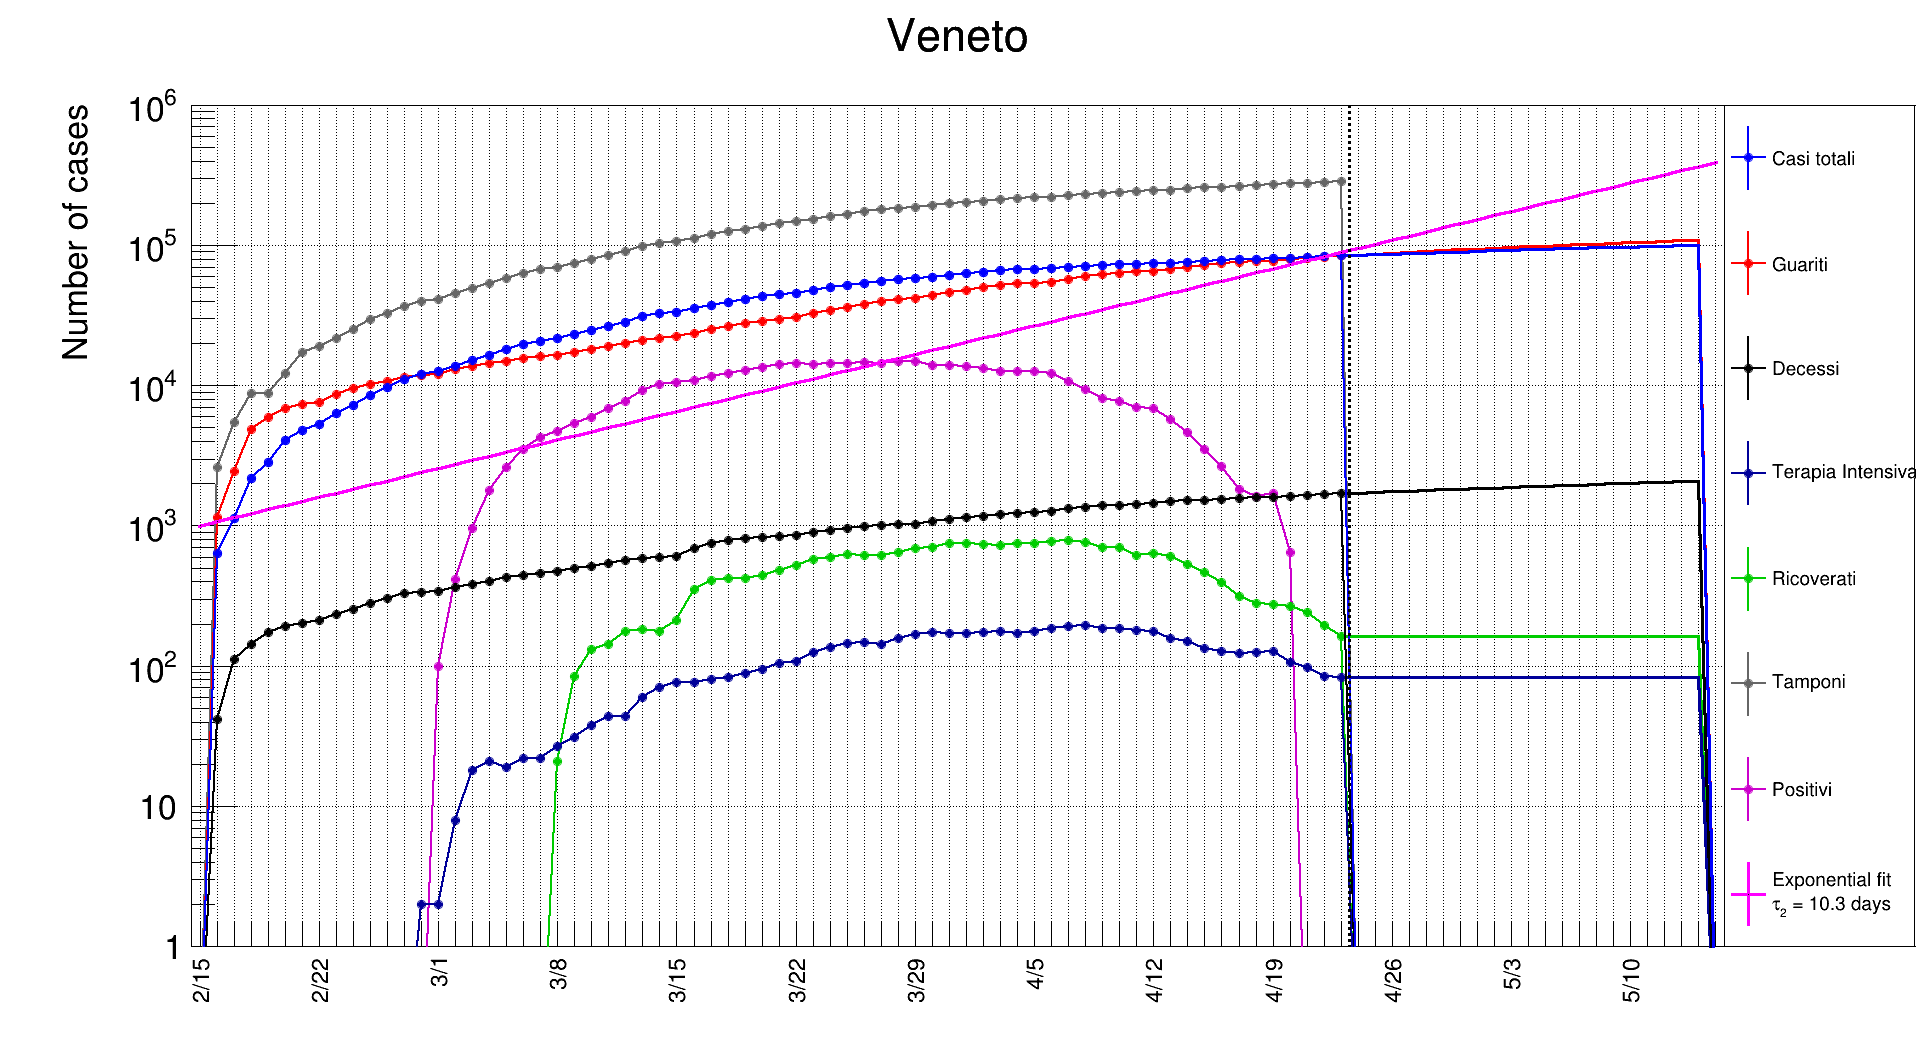 Veneto
Number of cases
10^6
10^5
10^4
10^3
10^2
10
1
2/15 2/22 3/1 3/8 3/15 3/22 3/29 4/5 4/12 4/19 4/26 5/3 5/10
Casi totali
Guariti
Decessi
Terapia Intensiva
Ricoverati
Tamponi
Positivi
Exponential fit
τ₂ = 10.3 days